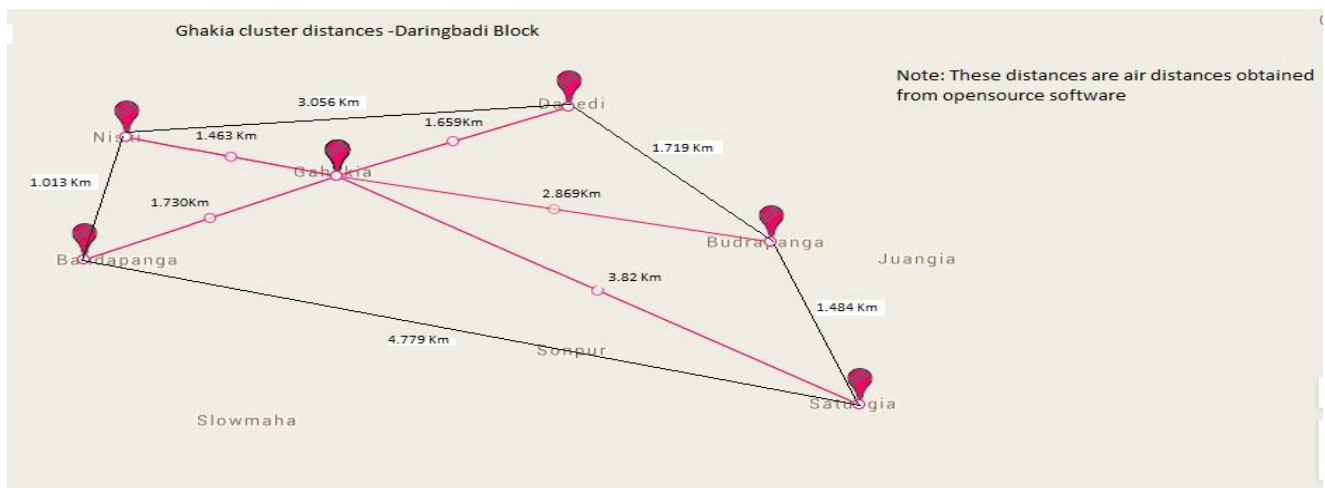 Ghakia cluster distances -Daringbadi Block
Note: These distances are air distances obtained
from opensource software
3.056 Km
1.463 Km
1.659Km
1.719 Km
1.013 Km
1.730Km
2.869Km
Juangia
3.82 Km
1.484 KM
4.779 Km
Sonpur
Slowmaha